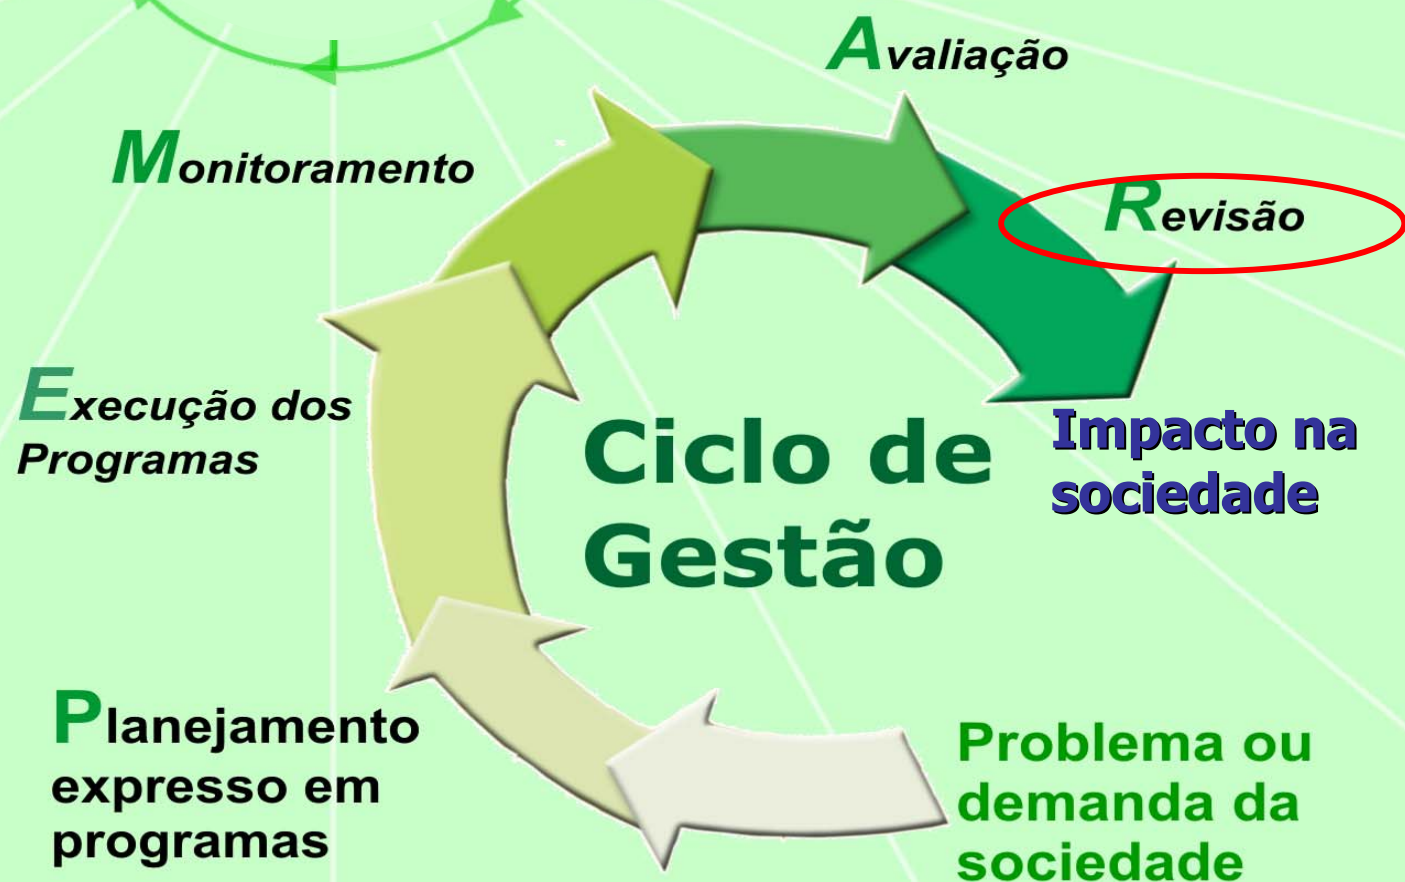 Avaliação
Monitoramento
Revisão
Execução dos
Programas
Ciclo de
Gestão
Impacto na
sociedade
Planejamento
expresso em
programas
Problema ou
demanda da
sociedade